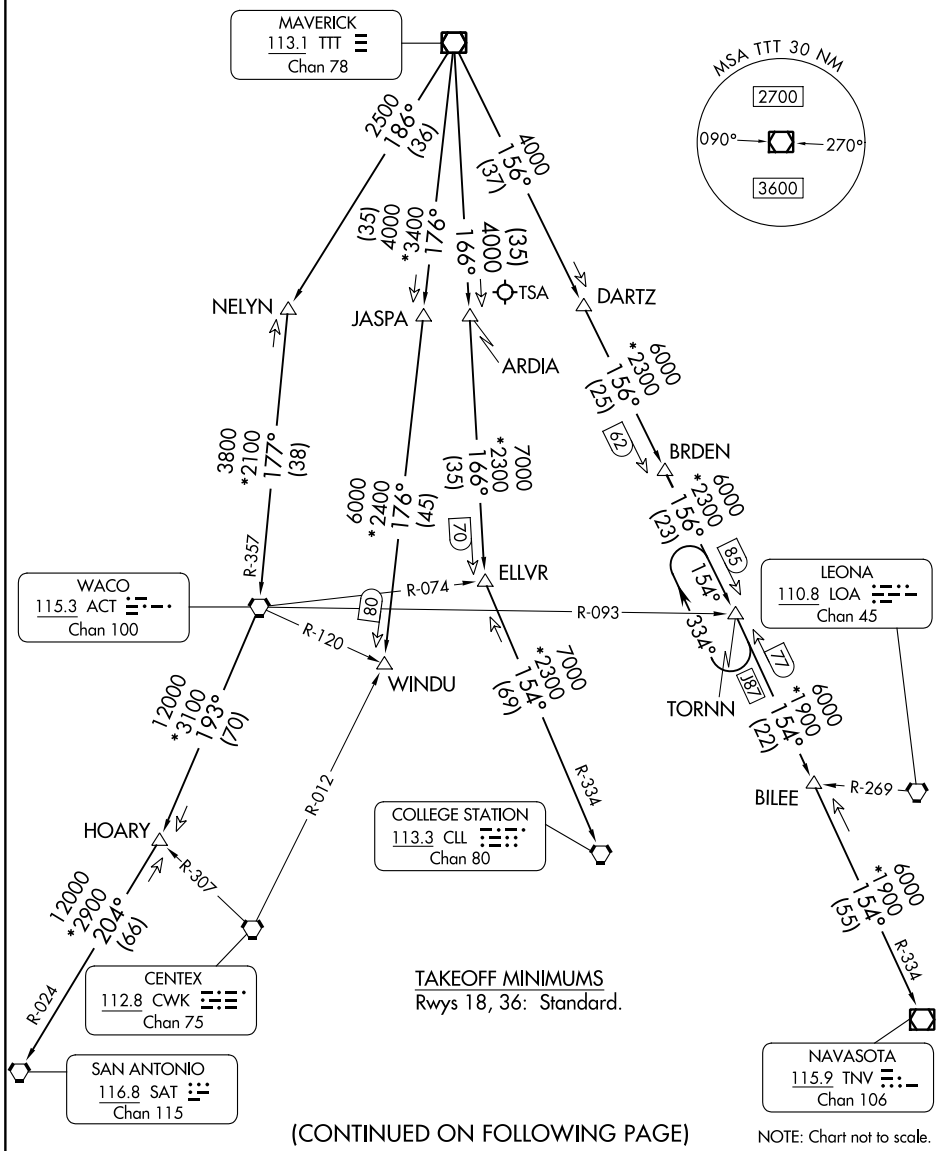 MAVERICK
113.1 TTT
Chan 78
MSA TTT 30 NM
2700
090°
270°
3600
2500
186°
(36)
(35)
4000
*3400
176°
(35)
4000
166°
4000
156°
(37)
TSA
NELYN
JASPA
ARDIA
DARTZ
3800
*2100
177°
(38)
6000
*2400
176°
(45)
7000
*2300
166°
(35)
6000
*2300
156°
(25)
62
BRDEN
6000
*2300
156°
(23)
70
85
R-357
WACO
115.3 ACT
Chan 100
R-074
ELLVR
R-093
R-120
80
WINDU
154°
334°
J87
77
TORNN
LEONA
110.8 LOA
Chan 45
12000
*3100
193°
(70)
7000
*2300
154°
(69)
6000
*1900
154°
(22)
R-012
R-334
BILEE
R-269
HOARY
R-307
COLLEGE STATION
113.3 CLL
Chan 80
12000
*2900
204°
(66)
6000
*1900
154°
(55)
R-334
R-024
CENTEX
112.8 CWK
Chan 75
TAKEOFF MINIMUMS
Rwys 18, 36: Standard.
SAN ANTONIO
116.8 SAT
Chan 115
NAVASOTA
115.9 TNV
Chan 106
(CONTINUED ON FOLLOWING PAGE)
NOTE: Chart not to scale.